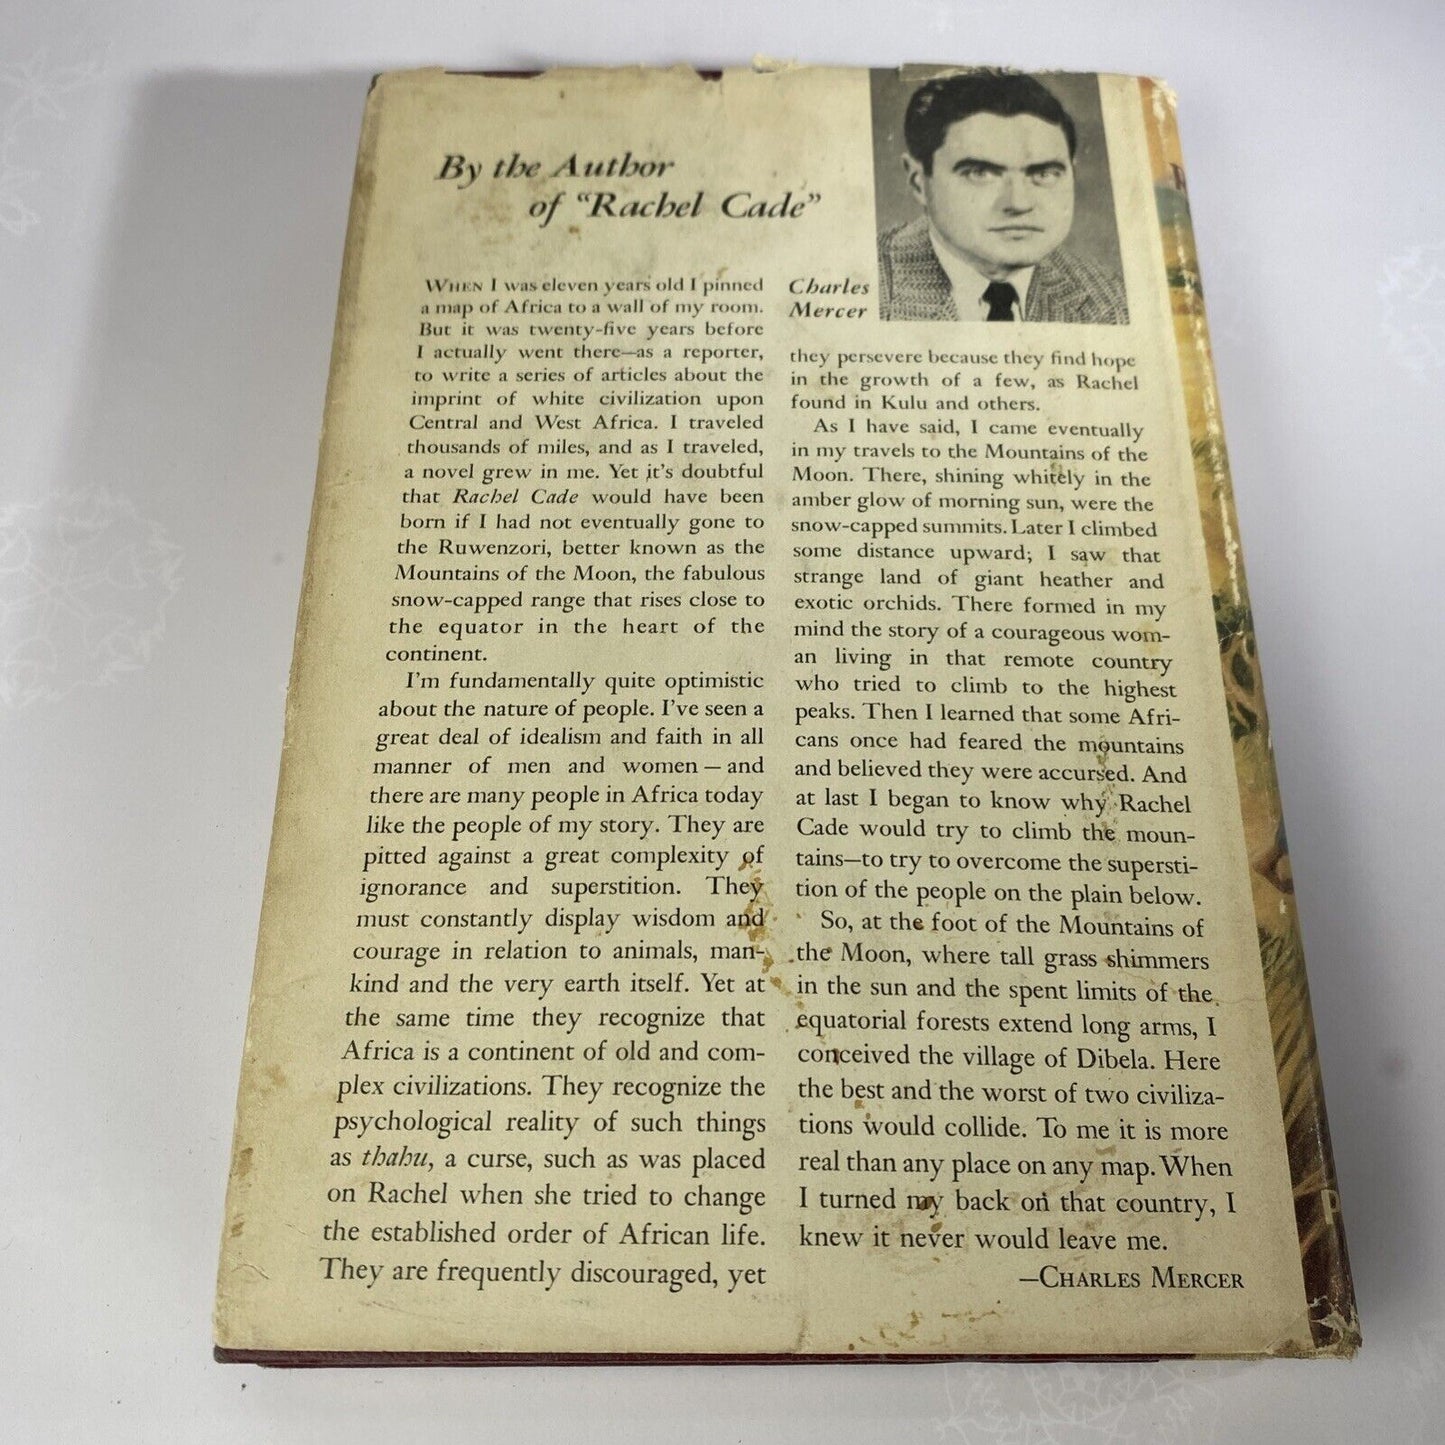 By the Author
of "Rachel Cade"
WHEN I was eleven years old I pinned
a map of Africa to a wall of my room.
But it was twenty-five years before
I actually went there—as a reporter,
to write a series of articles about the
imprint of white civilization upon
Central and West Africa. I traveled
thousands of miles, and as I traveled,
a novel grew in me. Yet it's doubtful
that Rachel Cade would have been
born if I had not eventually gone to
the Ruwenzori, better known as the
Mountains of the Moon, the fabulous
snow-capped range that rises close to
the equator in the heart of the
continent.
I'm fundamentally quite optimistic
about the nature of people. I've seen a
great deal of idealism and faith in all
manner of men and women — and
there are many people in Africa today
like the people of my story. They are
pitted against a great complexity of
ignorance and superstition. They
must constantly display wisdom and
courage in relation to animals, man-
kind and the very earth itself. Yet at
the same time they recognize that
Africa is a continent of old and com-
plex civilizations. They recognize the
psychological reality of such things
as thahu, a curse, such as was placed
on Rachel when she tried to change
the established order of African life.
They are frequently discouraged, yet
Charles
Mercer
they persevere because they find hope
in the growth of a few, as Rachel
found in Kulu and others.
As I have said, I came eventually
in my travels to the Mountains of the
Moon. There, shining whitely in the
amber glow of morning sun, were the
snow-capped summits. Later I climbed
some distance upward; I saw that
strange land of giant heather and
exotic orchids. There formed in my
mind the story of a courageous wom-
an living in that remote country
who tried to climb to the highest
peaks. Then I learned that some Afri-
cans once had feared the mountains
and believed they were accursed. And
at last I began to know why Rachel
Cade would try to climb the moun-
tains—to try to overcome the supersti-
tion of the people on the plain below.
So, at the foot of the Mountains of
the Moon, where tall grass shimmers
in the sun and the spent limits of the
equatorial forests extend long arms, I
conceived the village of Dibela. Here
the best and the worst of two civiliza-
tions would collide. To me it is more
real than any place on any map. When
I turned my back on that country, I
knew it never would leave me.
—CHARLES MERCER